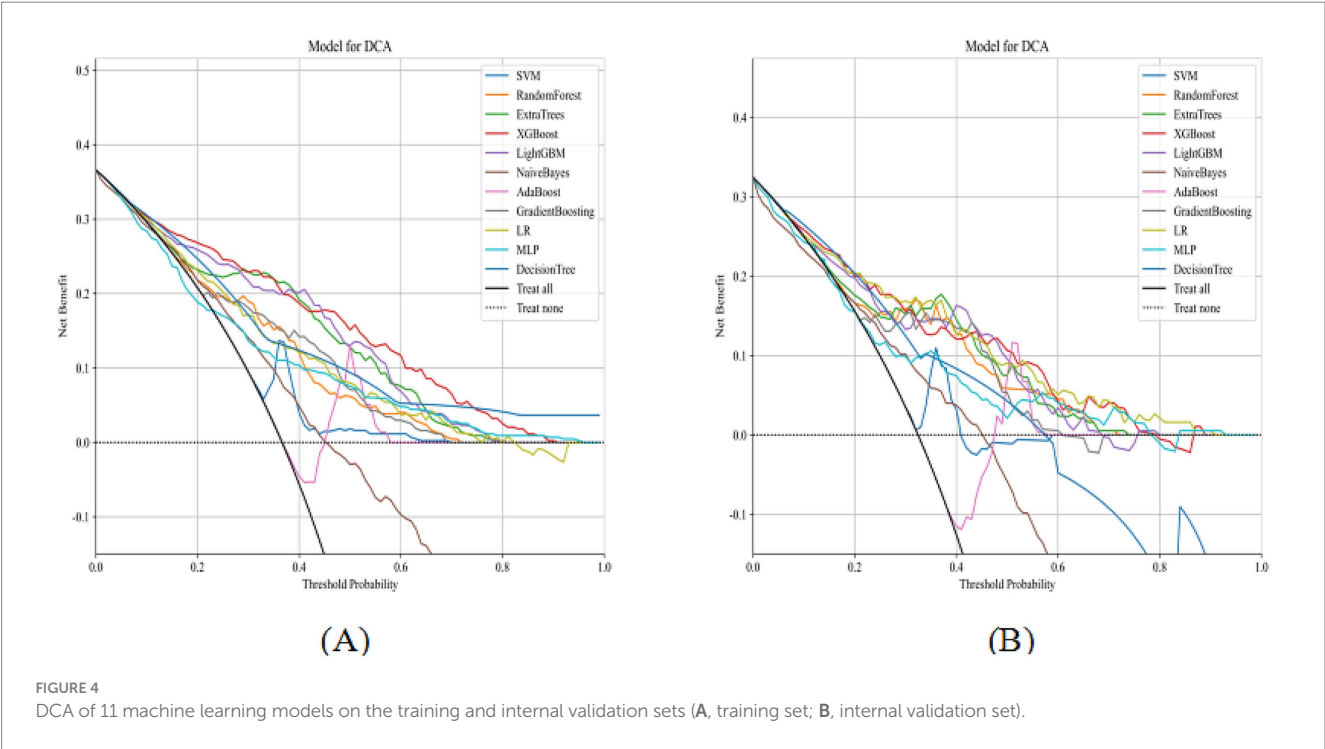 Model for DCA
0.5
0.4
0.3
0.2
0.1
0.0
-0.1
Net Benefit
0.0 0.2 0.4 0.6 0.8 1.0
Threshold Probability
SVM
RandomForest
ExtraTrees
XGBoost
LightGBM
NaiveBayes
AdaBoost
GradientBoosting
LR
MLP
DecisionTree
Treat all
Treat none
(A)
Model for DCA
0.4
0.3
0.2
0.1
0.0
-0.1
Net Benefit
0.0 0.2 0.4 0.6 0.8 1.0
Threshold Probability
SVM
RandomForest
ExtraTrees
XGBoost
LightGBM
NaiveBayes
AdaBoost
GradientBoosting
LR
MLP
DecisionTree
Treat all
Treat none
(B)
FIGURE 4
DCA of 11 machine learning models on the training and internal validation sets (A, training set; B, internal validation set).